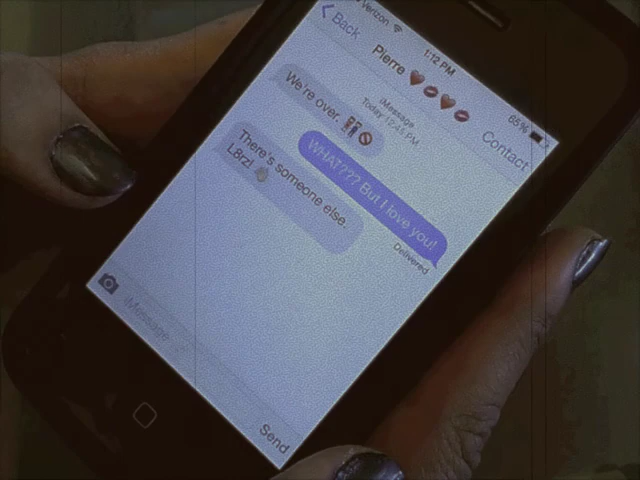 Verizon 1:12 PM 65%
Back Pierre ❤️💋❤️💋 Contact
iMessage
Today 12:45 PM
We're over. 👫🚫
WHAT??? But I love you!
Delivered
There's someone else.
L8rz! 👋
iMessage
Send